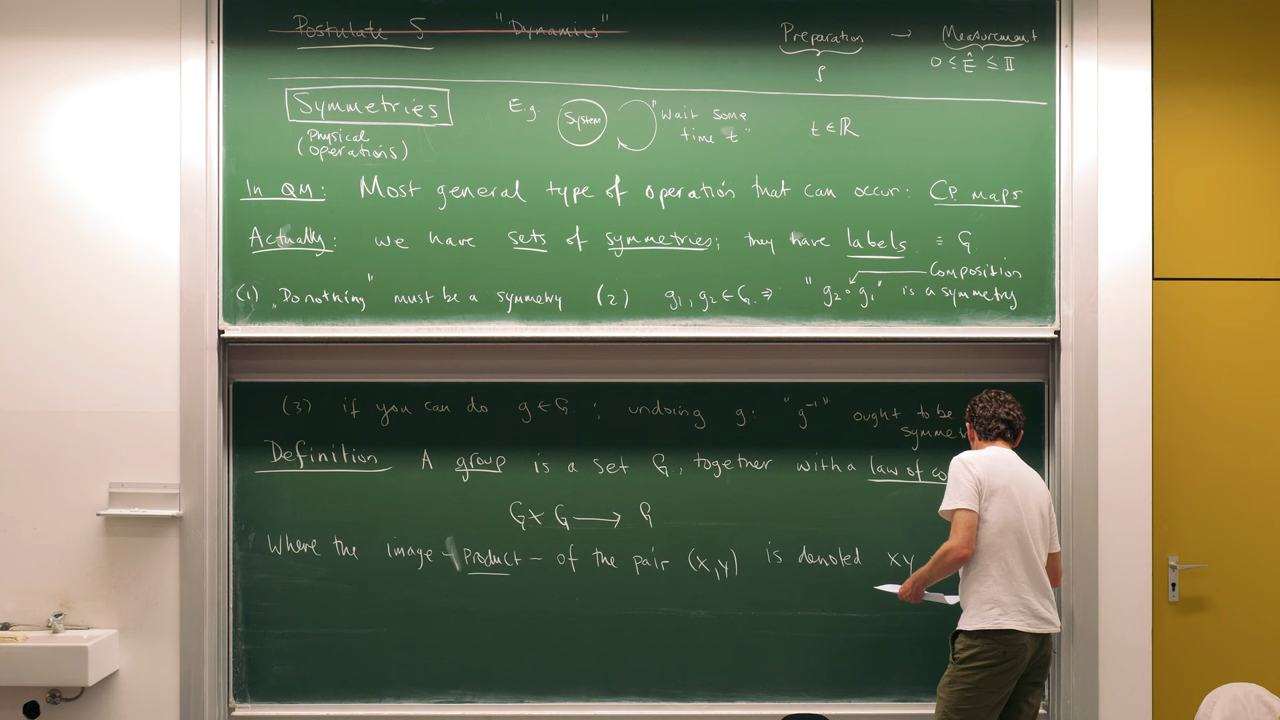 Postulate 5 "Dynamics"
Preparation → Measurement
ρ 0 ≤ Ê ≤ 𝕀
Symmetries
(Physical operations)
E.g. System "Wait some time t" t ∈ ℝ
In QM: Most general type of operation that can occur: CP maps
Actually: we have sets of symmetries; they have labels ≡ G
Composition
(1) "Do nothing" must be a symmetry (2) g₁, g₂ ∈ G ⇒ "g₂ ∘ g₁" is a symmetry
(3) if you can do g ∈ G ; undoing g: "g⁻¹" ought to be
symmet
Definition A group is a set G, together with a law of co
G × G ⟶ G
Where the image – product – of the pair (x,y) is denoted xy